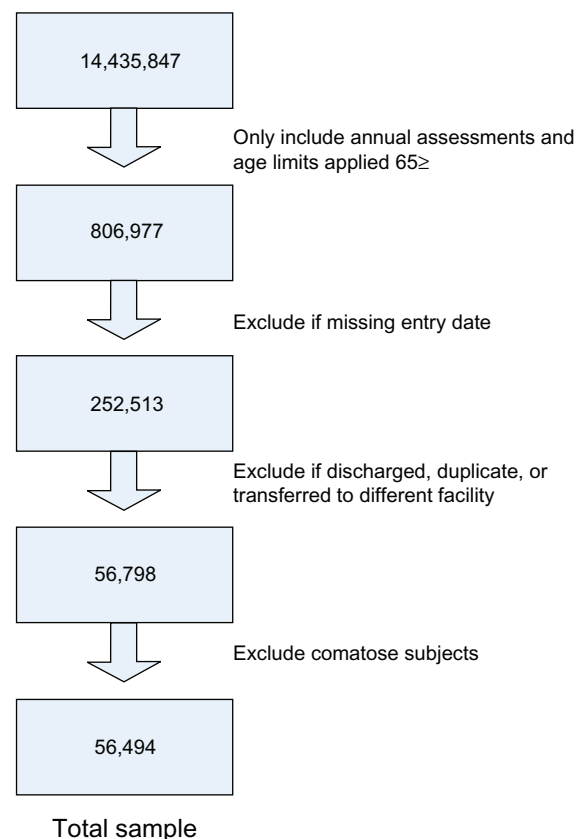 14,435,847
Only include annual assessments and
age limits applied 65≥
806,977
Exclude if missing entry date
252,513
Exclude if discharged, duplicate, or
transferred to different facility
56,798
Exclude comatose subjects
56,494
Total sample